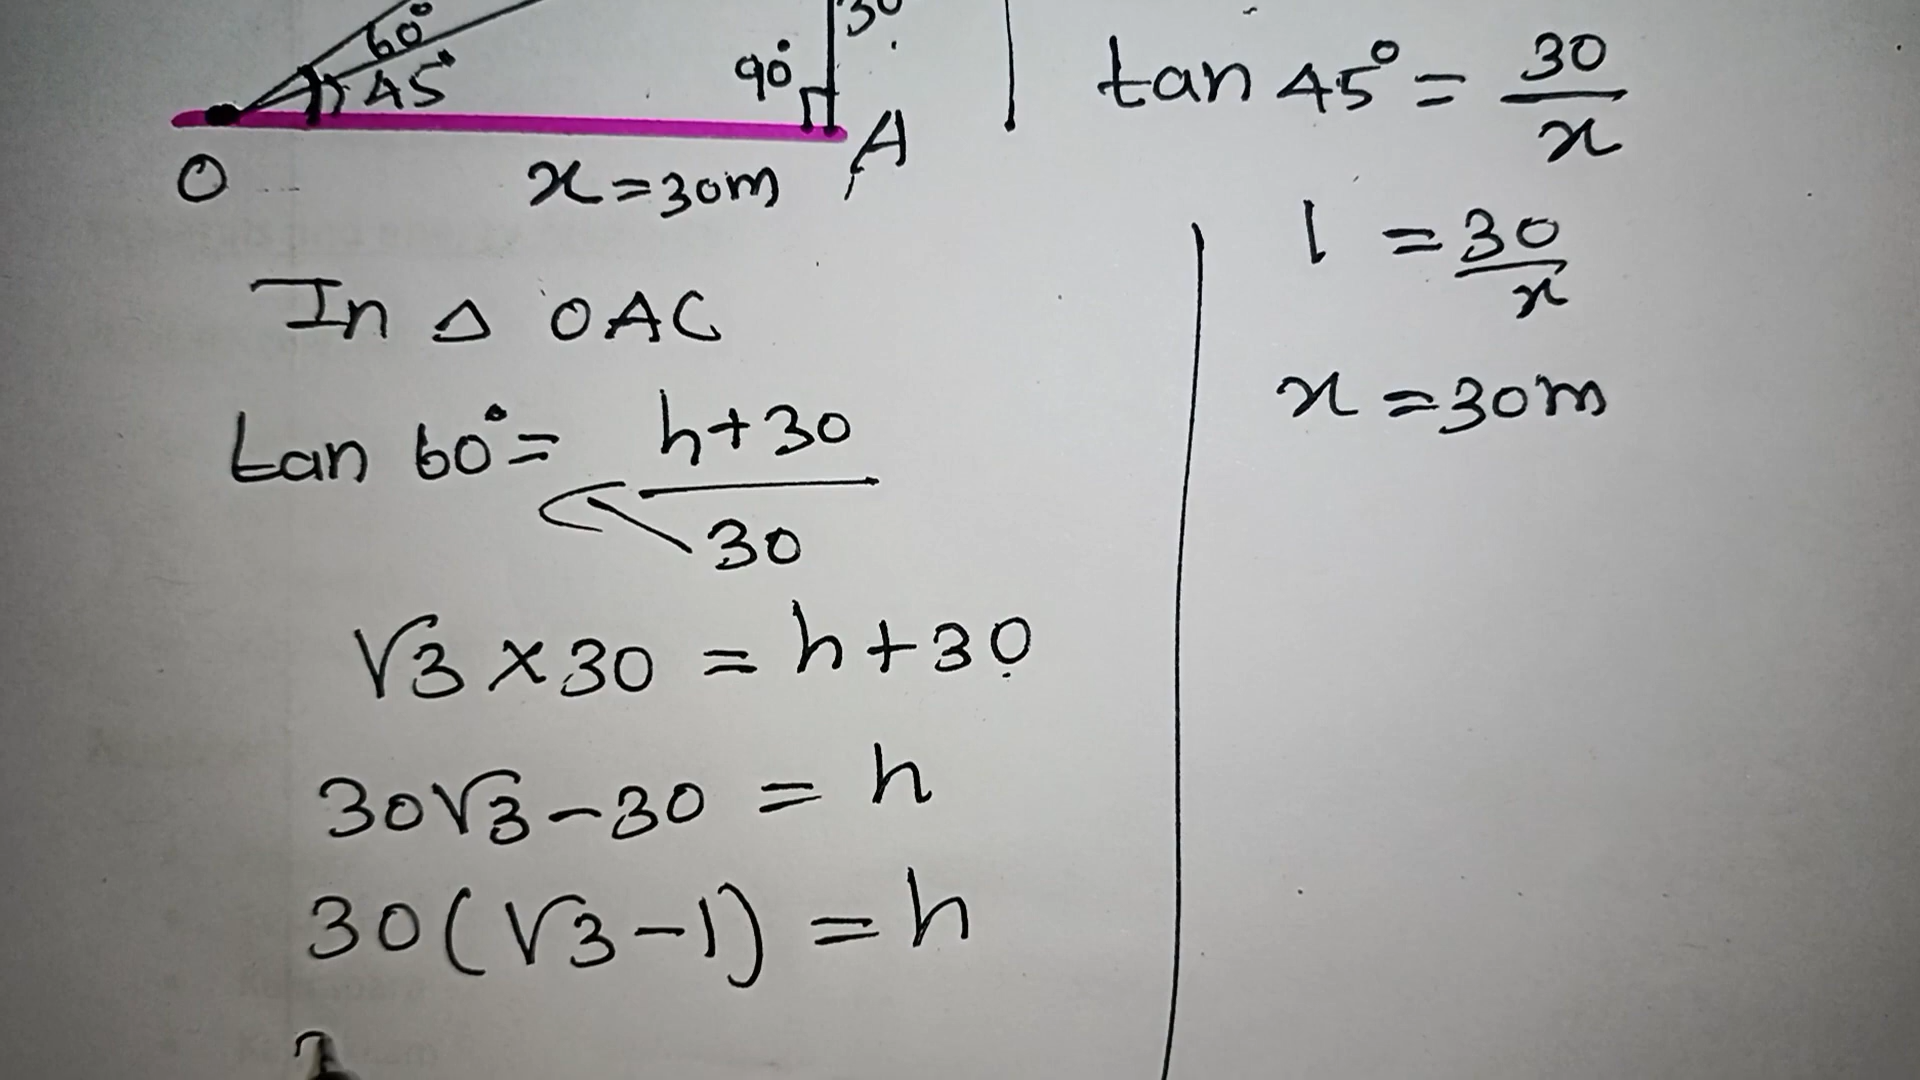 60°
45°
90°
30
O
x=30m
A
In △ OAC
tan 60° = h+30
30
√3 × 30 = h+30
30√3-30 = h
30(√3-1) = h
tan 45° = 30
x
1 = 30
x
x = 30m